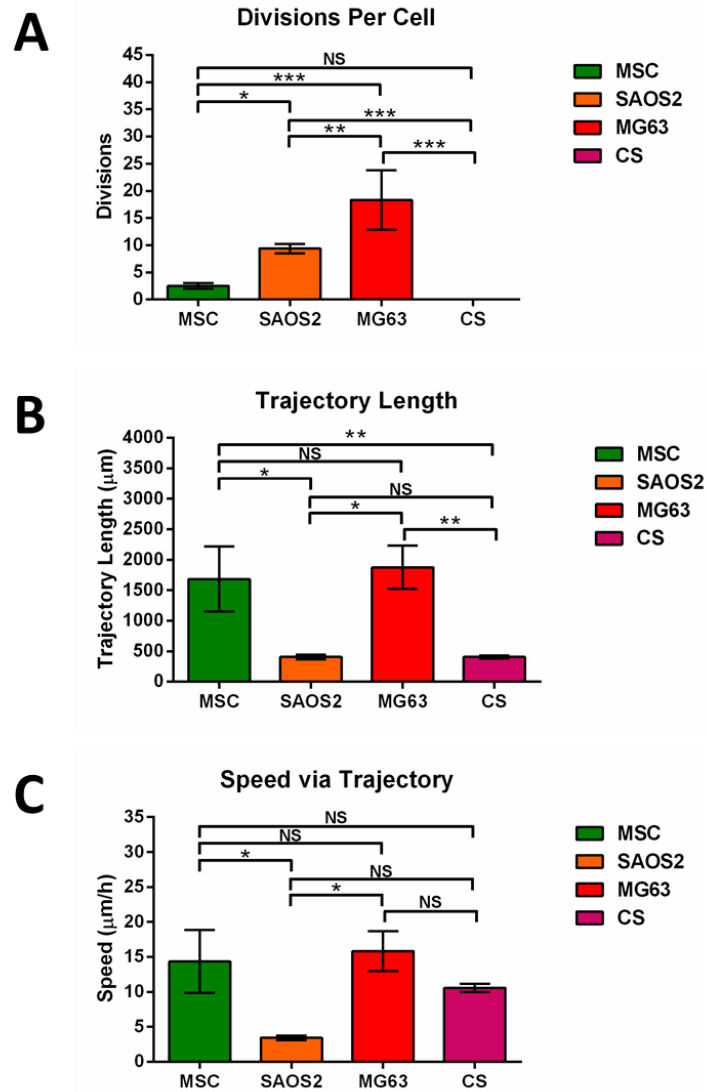 A
Divisions Per Cell
45
40
35
30
25
20
15
10
5
0
Divisions
NS
***
*
***
**
***
MSC
SAOS2
MG63
CS
MSC
SAOS2
MG63
CS
B
Trajectory Length
4000
3500
3000
2500
2000
1500
1000
500
0
Trajectory Length (µm)
**
NS
*
NS
*
**
MSC
SAOS2
MG63
CS
MSC
SAOS2
MG63
CS
C
Speed via Trajectory
35
30
25
20
15
10
5
0
Speed (µm/h)
NS
NS
*
NS
*
NS
MSC
SAOS2
MG63
CS
MSC
SAOS2
MG63
CS